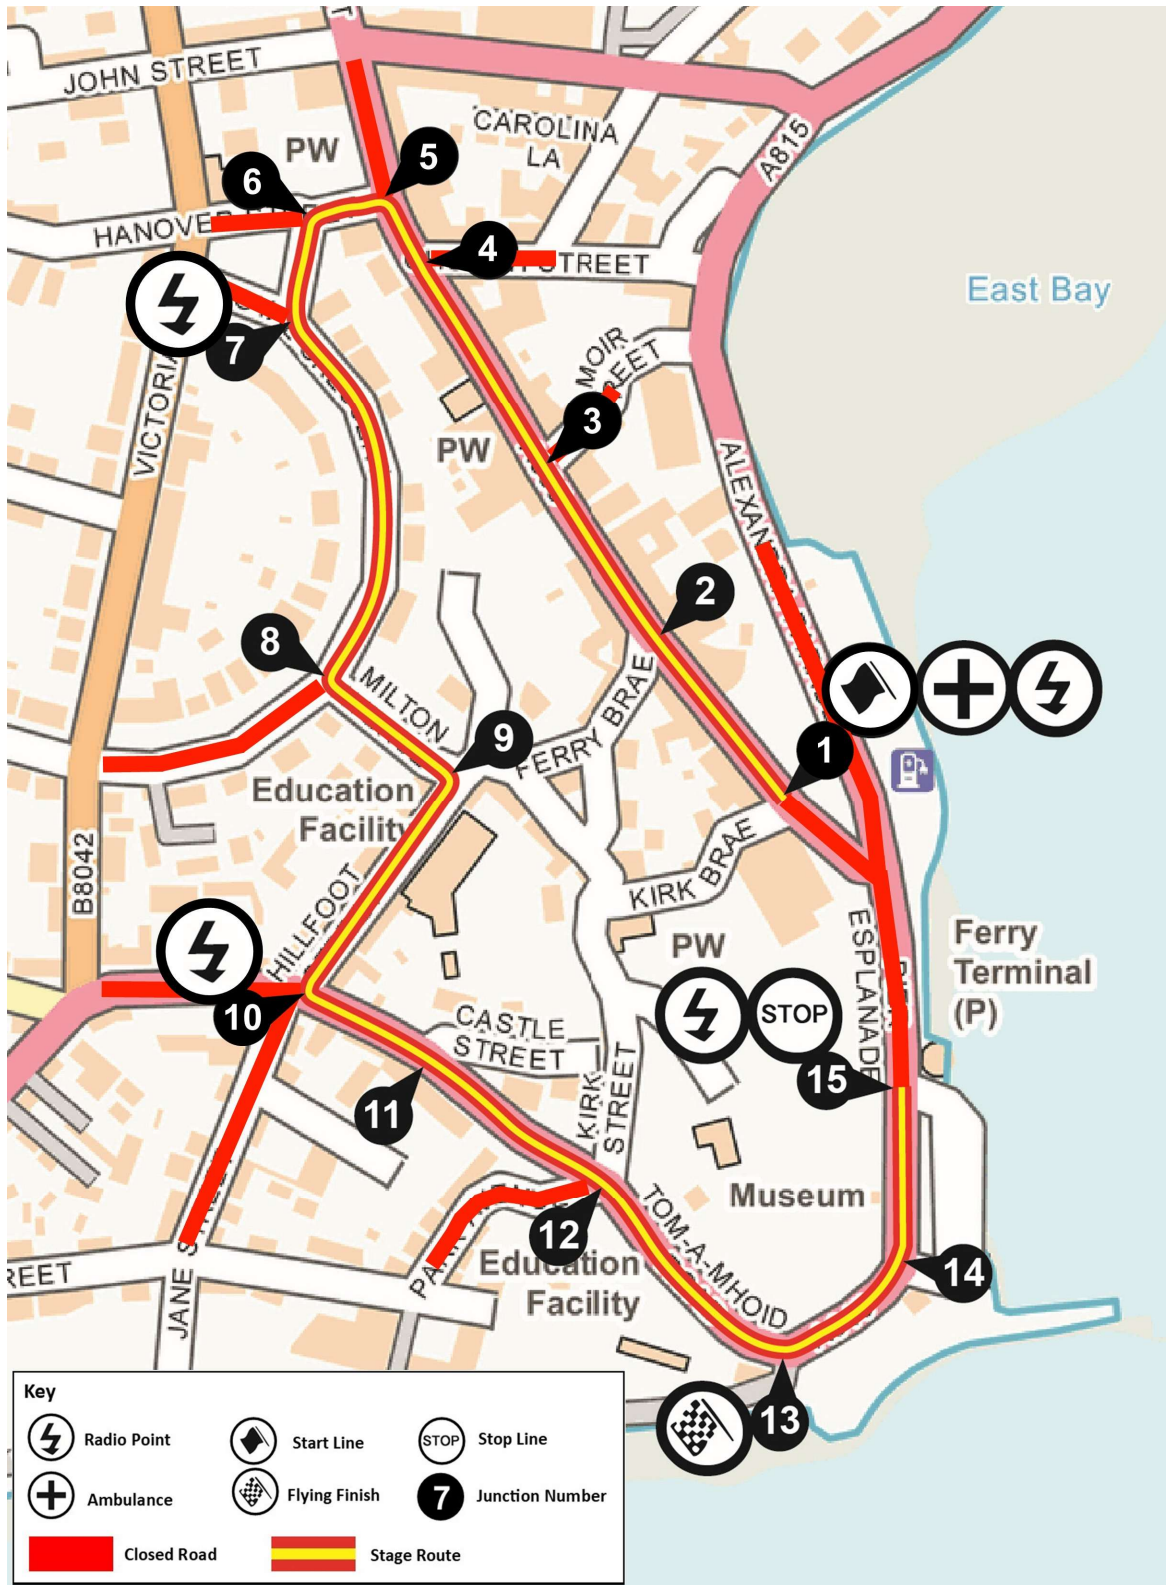 JOHN STREET
CAROLINA
LA
A815
PW
5
6
HANOVER
4
STREET
East Bay
7
VICTORIA
MOIR
3
PW
2
8
MILTON
FERRY BRAE
1
9
Education
Facility
B8042
KIRK BRAE
HILLFOOT
PW
ESPLANADE
Ferry
Terminal
(P)
10
CASTLE
STREET
STOP
15
11
KIRK
STREET
Museum
12
TOM-A-MHOID
14
Education
Facility
REET
JANE
13
Key
Radio Point
Start Line
STOP
Stop Line
Ambulance
Flying Finish
7
Junction Number
Closed Road
Stage Route